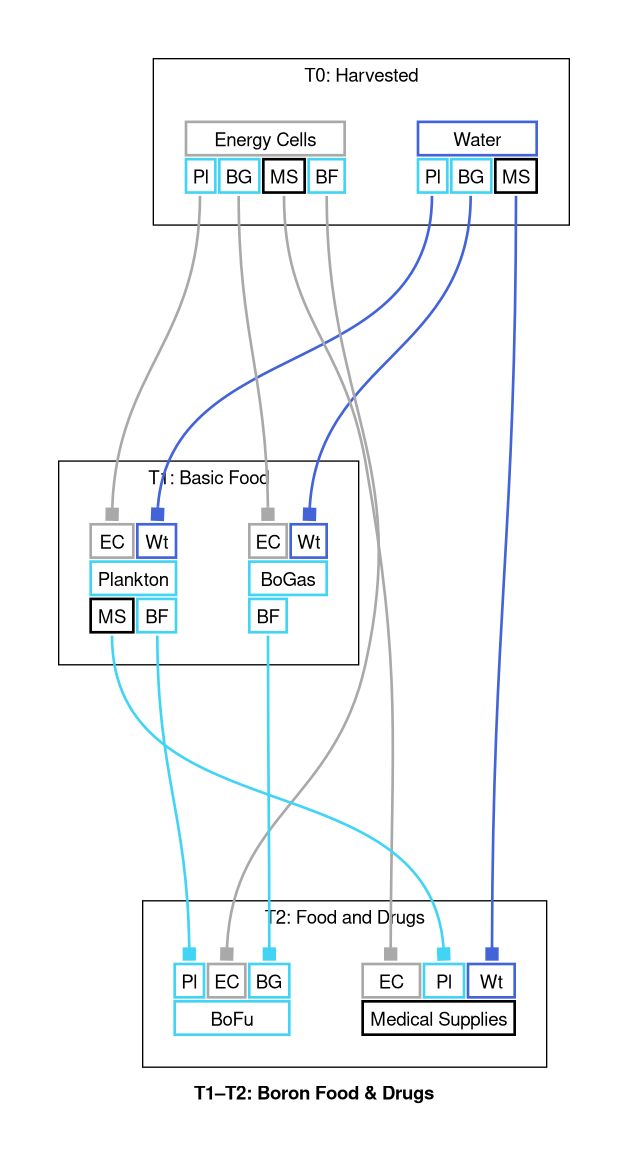 T0: Harvested
Energy Cells Water
Pl BG MS BF Pl BG MS
T1: Basic Food
EC Wt EC Wt
Plankton BoGas
MS BF BF
T2: Food and Drugs
Pl EC BG EC Pl Wt
BoFu Medical Supplies
T1–T2: Boron Food & Drugs